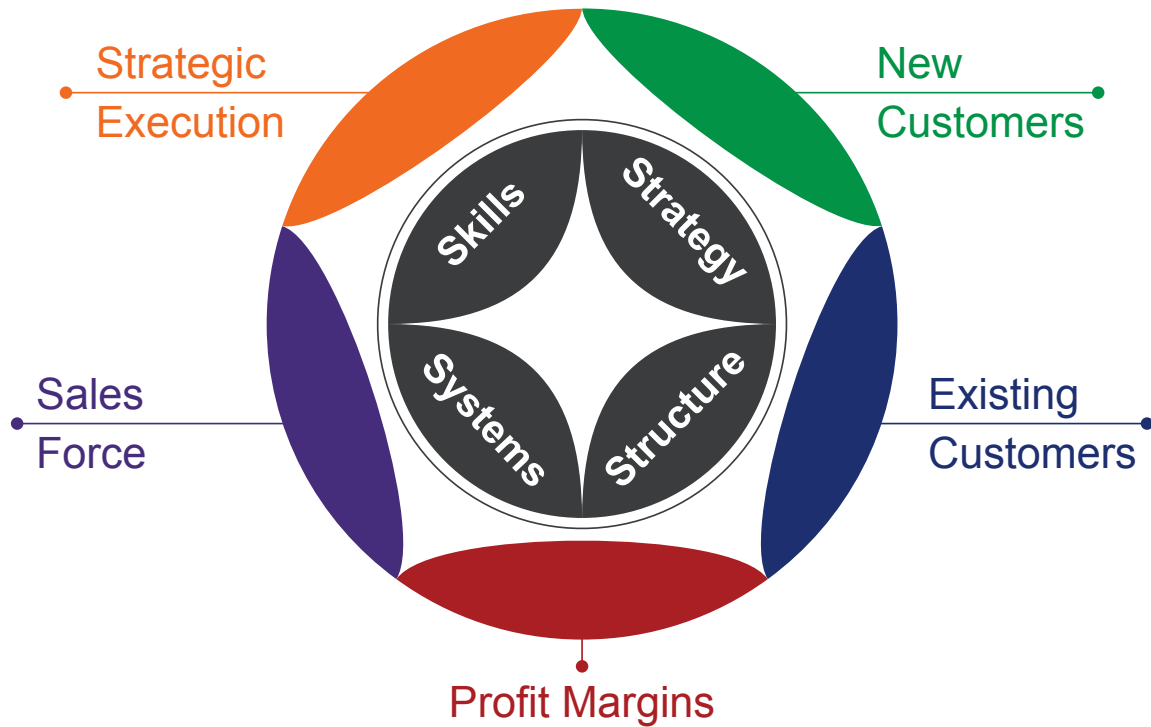 Strategic
Execution
New
Customers
Skills
Strategy
Systems
Structure
Sales
Force
Existing
Customers
Profit Margins